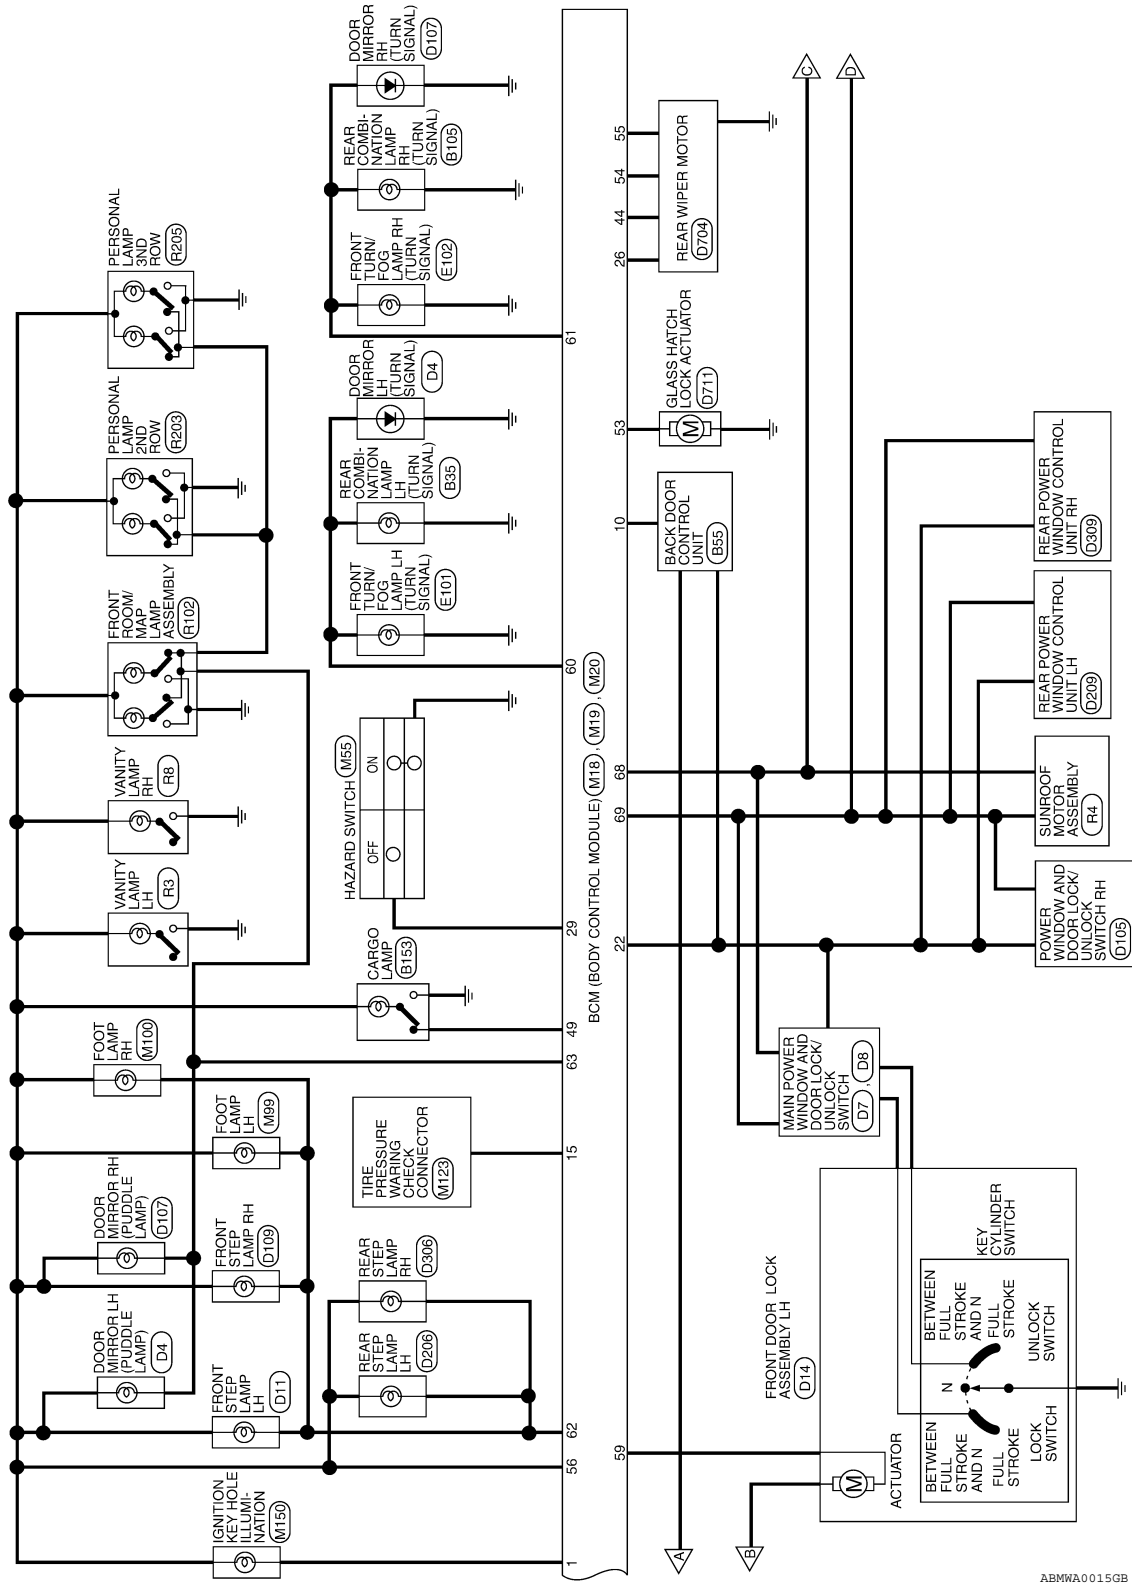 IGNITION
KEY HOLE
ILLUMI-
NATION
M150
FRONT
STEP
LAMP
LH
D11
DOOR
MIRROR LH
(PUDDLE
LAMP)
D4
FRONT
STEP
LAMP RH
D109
DOOR
MIRROR RH
(PUDDLE
LAMP)
D107
FOOT
LAMP
LH
M99
FOOT
LAMP
RH
M100
VANITY
LAMP
LH
R3
VANITY
LAMP
RH
R8
FRONT
ROOM/
MAP
LAMP
ASSEMBLY
R102
PERSONAL
LAMP
2ND
ROW
R203
PERSONAL
LAMP
3ND
ROW
R205
REAR
STEP
LAMP
LH
D206
REAR
STEP
LAMP
RH
D306
TIRE
PRESSURE
WARING
CHECK
CONNECTOR
M123
CARGO
LAMP
B153
HAZARD SWITCH
M55
OFF
ON
FRONT
TURN/
FOG
LAMP LH
(TURN
SIGNAL)
E101
REAR
COMBI-
NATION
LAMP
LH
(TURN
SIGNAL)
B35
DOOR
MIRROR
LH
(TURN
SIGNAL)
D4
FRONT
TURN/
FOG
LAMP RH
(TURN
SIGNAL)
E102
REAR
COMBI-
NATION
LAMP
RH
(TURN
SIGNAL)
B105
DOOR
MIRROR
RH
(TURN
SIGNAL)
D107
1
56
62
15
63
49
29
60
61
BCM (BODY CONTROL MODULE) M18 , M19 , M20
59
22
69
68
10
53
26
44
54
55
A
B
ACTUATOR
M
FRONT DOOR LOCK
ASSEMBLY LH
D14
BETWEEN
FULL
STROKE
AND N
FULL
STROKE
LOCK
SWITCH
N
BETWEEN
FULL
STROKE
AND N
FULL
STROKE
UNLOCK
SWITCH
KEY
CYLINDER
SWITCH
MAIN POWER
WINDOW AND
DOOR LOCK/
UNLOCK
SWITCH
D7 , D8
BACK DOOR
CONTROL
UNIT
B55
GLASS HATCH
LOCK ACTUATOR
D711
M
REAR WIPER MOTOR
D704
C
D
POWER
WINDOW AND
DOOR LOCK/
UNLOCK
SWITCH RH
D105
SUNROOF
MOTOR
ASSEMBLY
R4
REAR POWER
WINDOW CONTROL
UNIT LH
D209
REAR POWER
WINDOW CONTROL
UNIT RH
D309
ABMWA0015GB